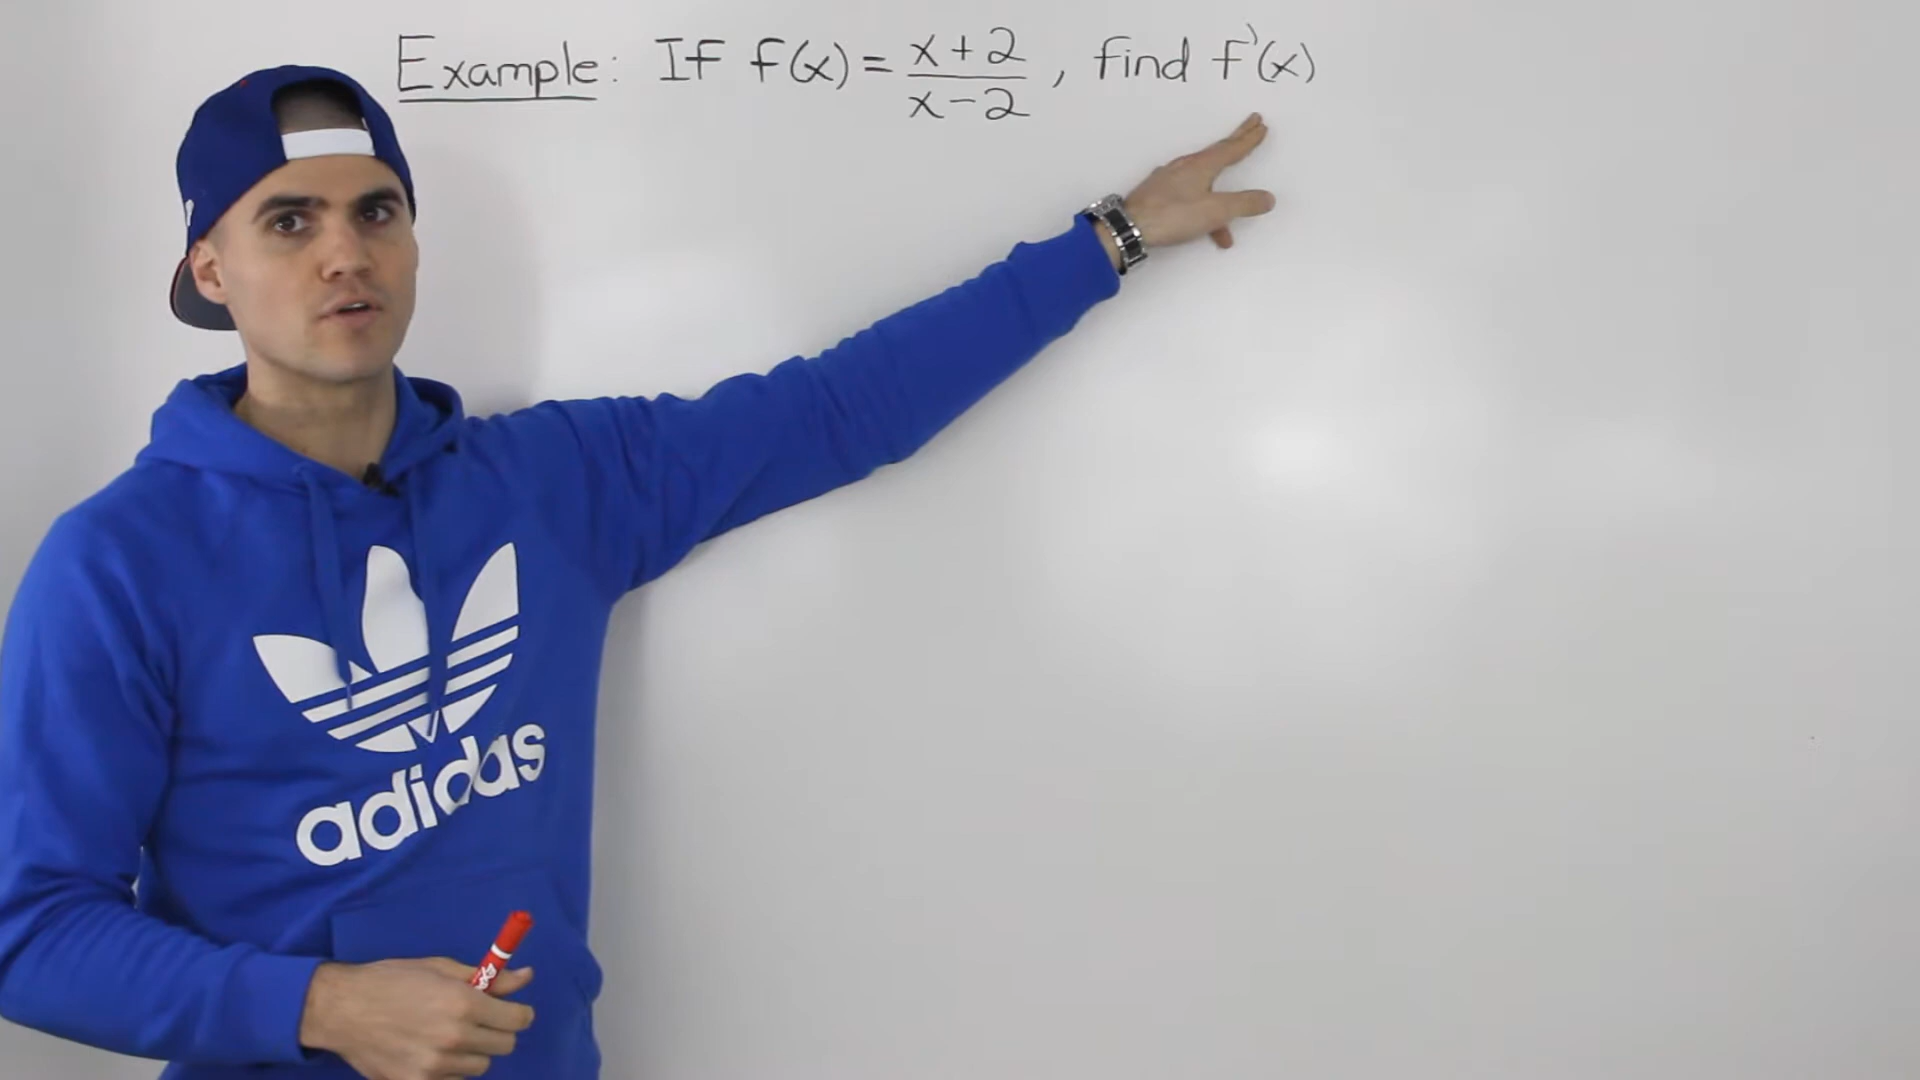 Example: If f(x) = x+2 / x-2 , find f'(x)
adidas